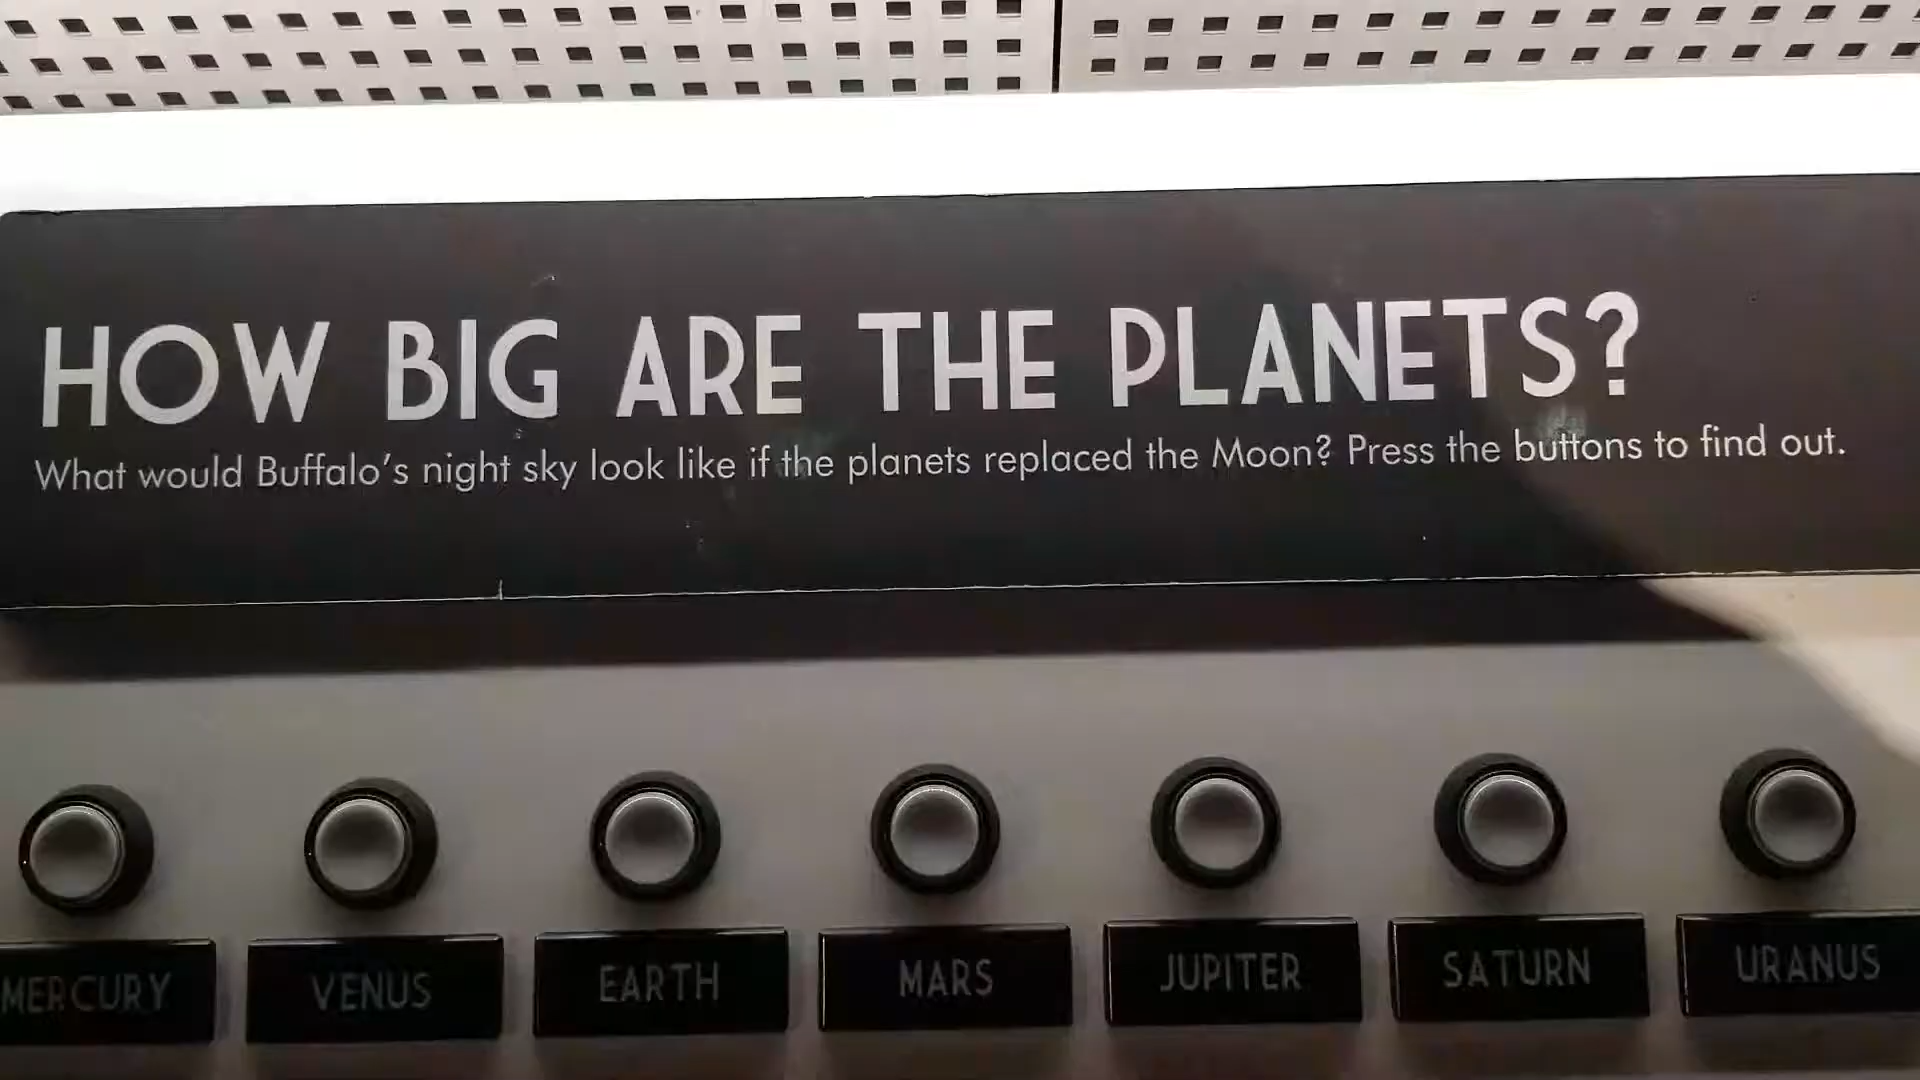 HOW BIG ARE THE PLANETS?
What would Buffalo's night sky look like if the planets replaced the Moon? Press the buttons to find out.
MERCURY VENUS EARTH MARS JUPITER SATURN URANUS